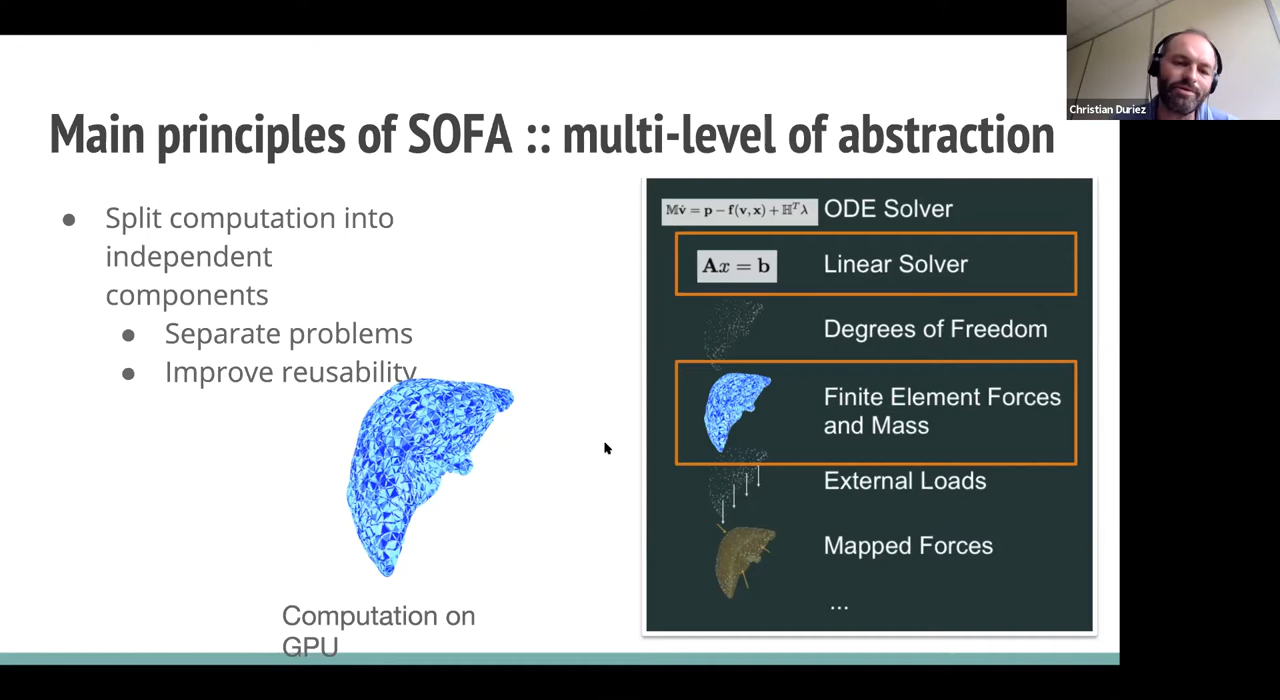 Christian Duriez
Main principles of SOFA :: multi-level of abstraction
● Split computation into
independent
components
● Separate problems
● Improve reusability
Computation on
GPU
𝕄v̇ = p − f(v, x) + ℍᵀλ ODE Solver
Ax = b Linear Solver
Degrees of Freedom
Finite Element Forces
and Mass
External Loads
Mapped Forces
...